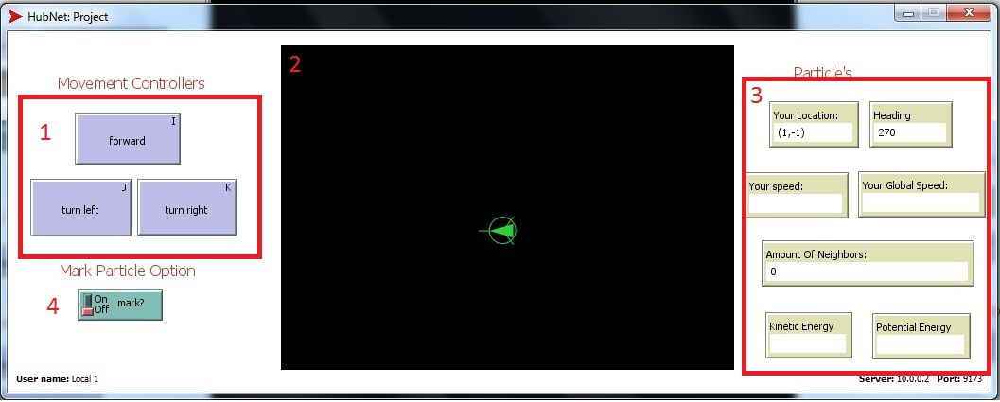 HubNet: Project
Movement Controllers
1
I
forward
J
turn left
K
turn right
Mark Particle Option
4
On
Off
mark?
2
Particle's
3
Your Location:
(1,-1)
Heading
270
Your speed:
Your Global Speed:
Amount Of Neighbors:
0
Kinetic Energy
Potential Energy
User name: Local 1
Server: 10.0.0.2 Port: 9173